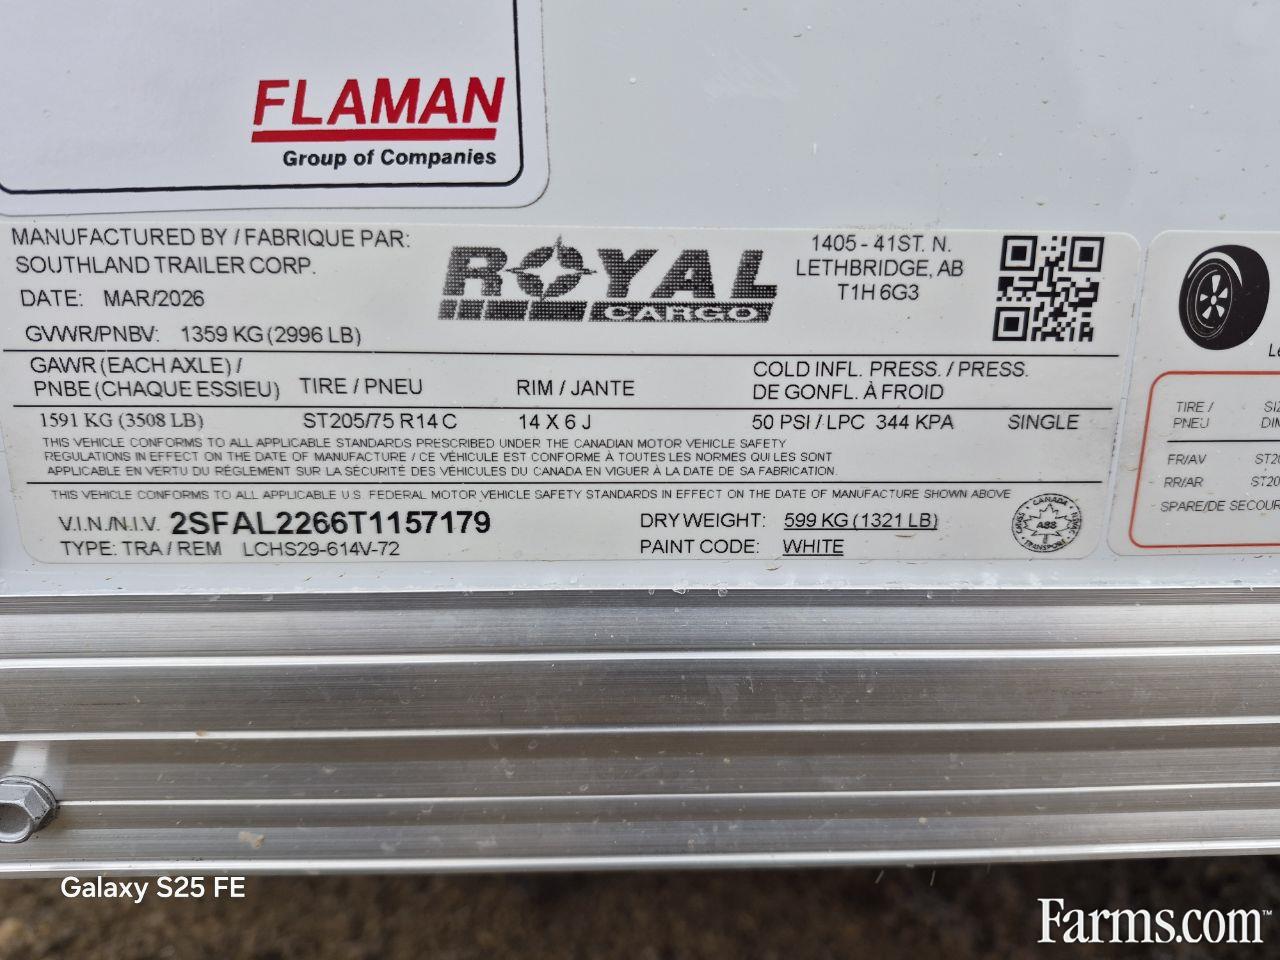 FLAMAN
Group of Companies
MANUFACTURED BY / FABRIQUE PAR:
SOUTHLAND TRAILER CORP.
DATE: MAR/2026
GVWR/PNBV: 1359 KG (2996 LB)
ROYAL
CARGO
1405 - 41ST. N.
LETHBRIDGE, AB
T1H 6G3
GAWR (EACH AXLE) /
PNBE (CHAQUE ESSIEU) TIRE / PNEU RIM / JANTE
COLD INFL. PRESS. / PRESS.
DE GONFL. À FROID
1591 KG (3508 LB) ST205/75 R14 C 14 X 6 J 50 PSI / LPC 344 KPA SINGLE
THIS VEHICLE CONFORMS TO ALL APPLICABLE STANDARDS PRESCRIBED UNDER THE CANADIAN MOTOR VEHICLE SAFETY
REGULATIONS IN EFFECT ON THE DATE OF MANUFACTURE / CE VÉHICULE EST CONFORME À TOUTES LES NORMES QUI LES SONT
APPLICABLE EN VERTU DU RÉGLEMENT SUR LA SÉCURITÉ DES VÉHICLES DU CANADA EN VIGUER À LA DATE DE SA FABRICATION.
THIS VEHICLE CONFORMS TO ALL APPLICABLE U.S. FEDERAL MOTOR VEHICLE SAFETY STANDARDS IN EFFECT ON THE DATE OF MANUFACTURE SHOWN ABOVE
V.I.N./N.I.V. 2SFAL2266T1157179 DRY WEIGHT: 599 KG (1321 LB)
TYPE: TRA / REM LCHS29-614V-72 PAINT CODE: WHITE
CANADA
A88
TRANSPORT
TIRE /
PNEU
FR/AV ST20
RR/AR ST20
SPARE/DE SECOUR
Galaxy S25 FE
Farms.com™